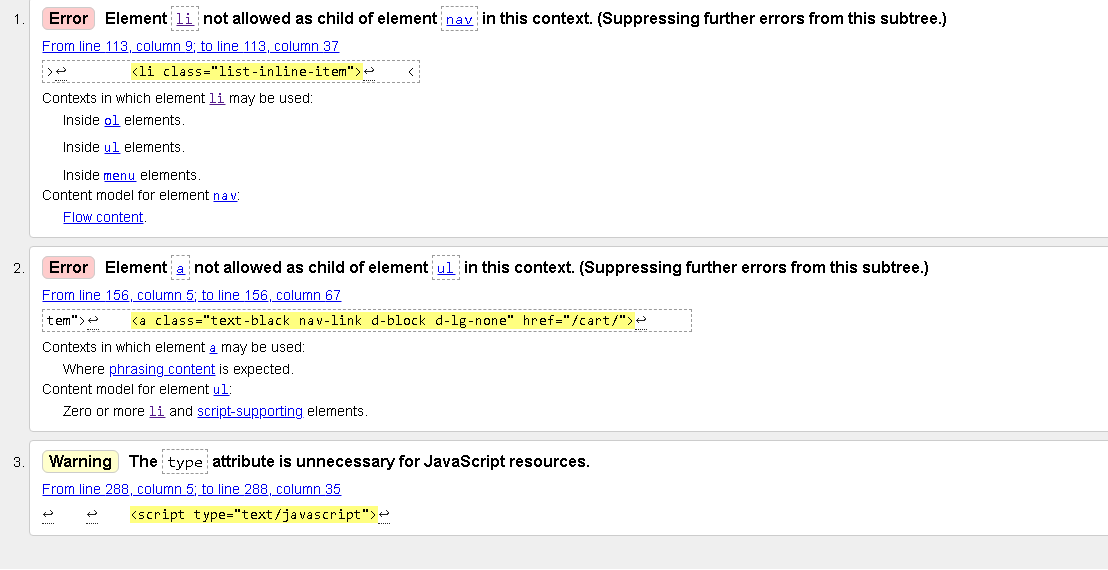 1. Error Element li not allowed as child of element nav in this context. (Suppressing further errors from this subtree.)
From line 113, column 9; to line 113, column 37
>↩ <li class="list-inline-item">↩ <
Contexts in which element li may be used:
Inside ol elements.
Inside ul elements.
Inside menu elements.
Content model for element nav:
Flow content.
2. Error Element a not allowed as child of element ul in this context. (Suppressing further errors from this subtree.)
From line 156, column 5; to line 156, column 67
tem">↩ <a class="text-black nav-link d-block d-lg-none" href="/cart/">↩
Contexts in which element a may be used:
Where phrasing content is expected.
Content model for element ul:
Zero or more li and script-supporting elements.
3. Warning The type attribute is unnecessary for JavaScript resources.
From line 288, column 5; to line 288, column 35
↩ ↩ <script type="text/javascript">↩